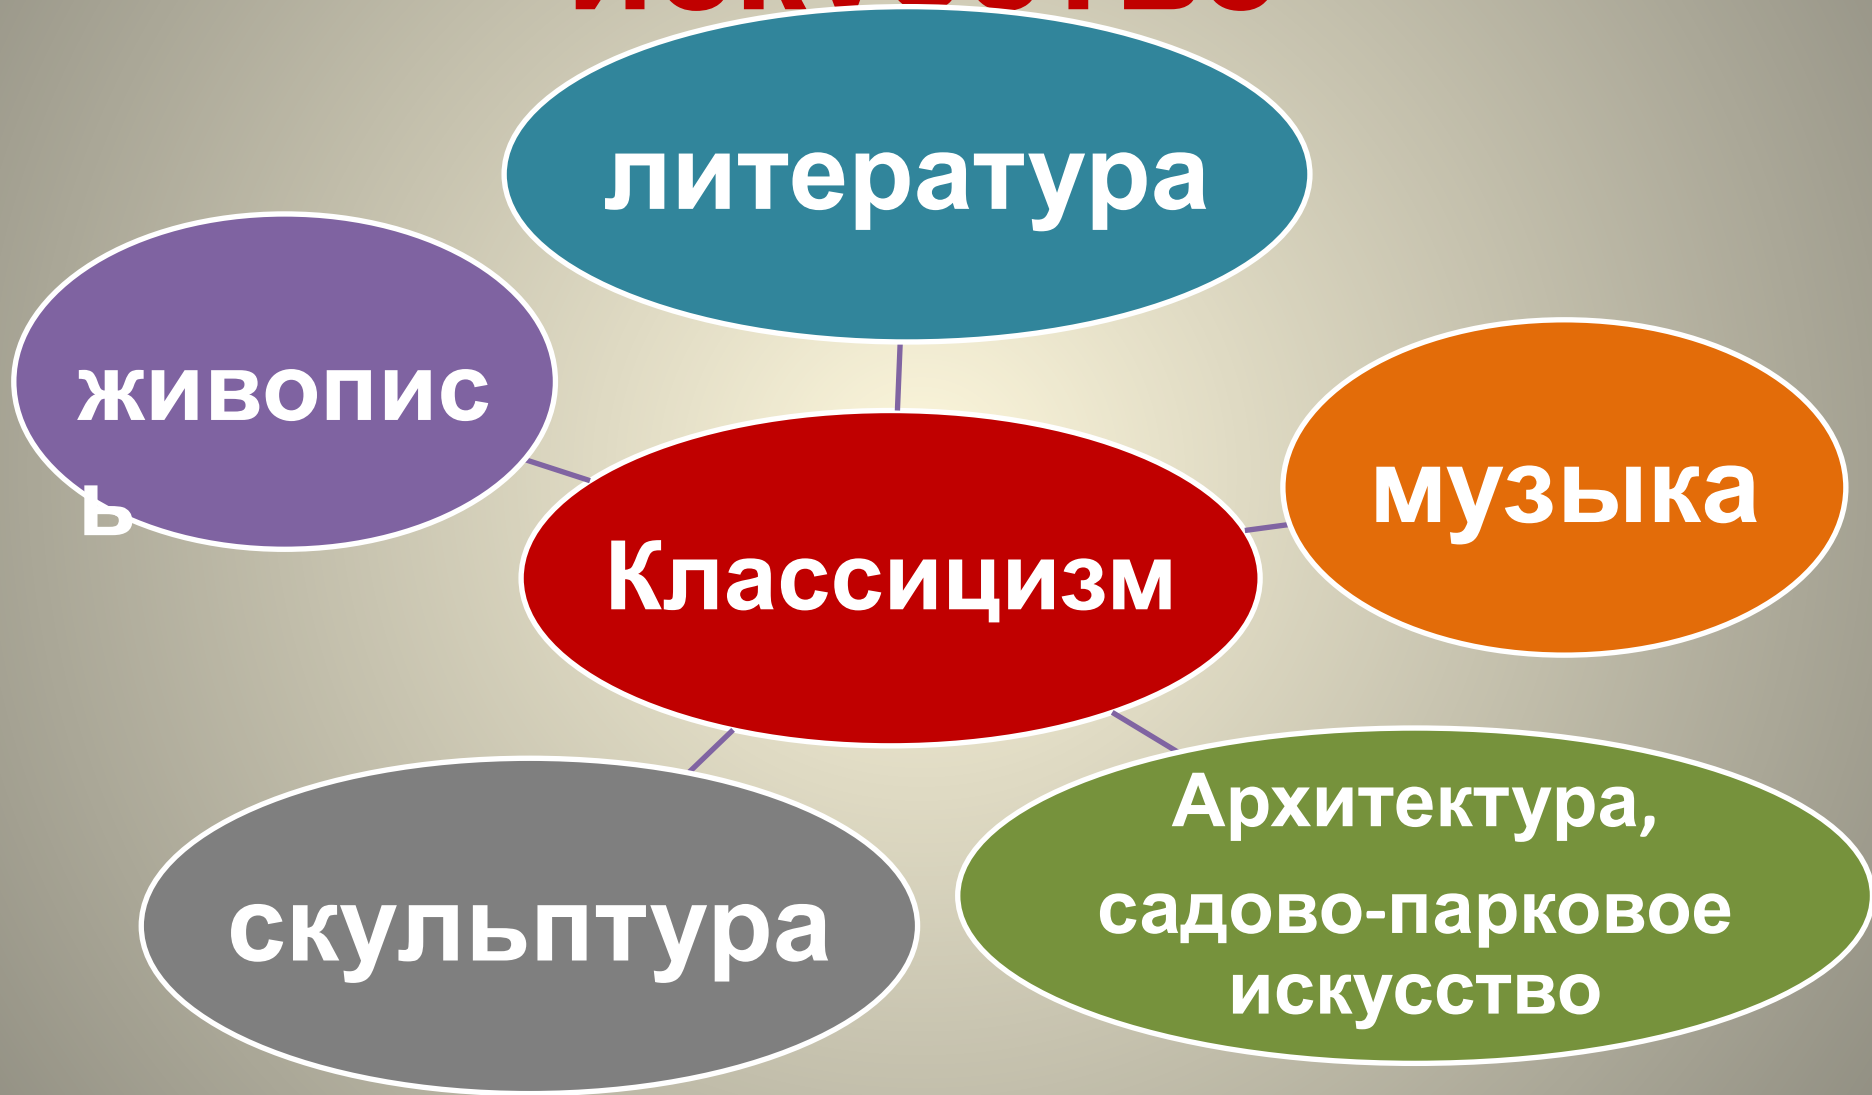 литература
живопис
ь
музыка
Классицизм
Архитектура,
садово-парковое
искусство
скульптура